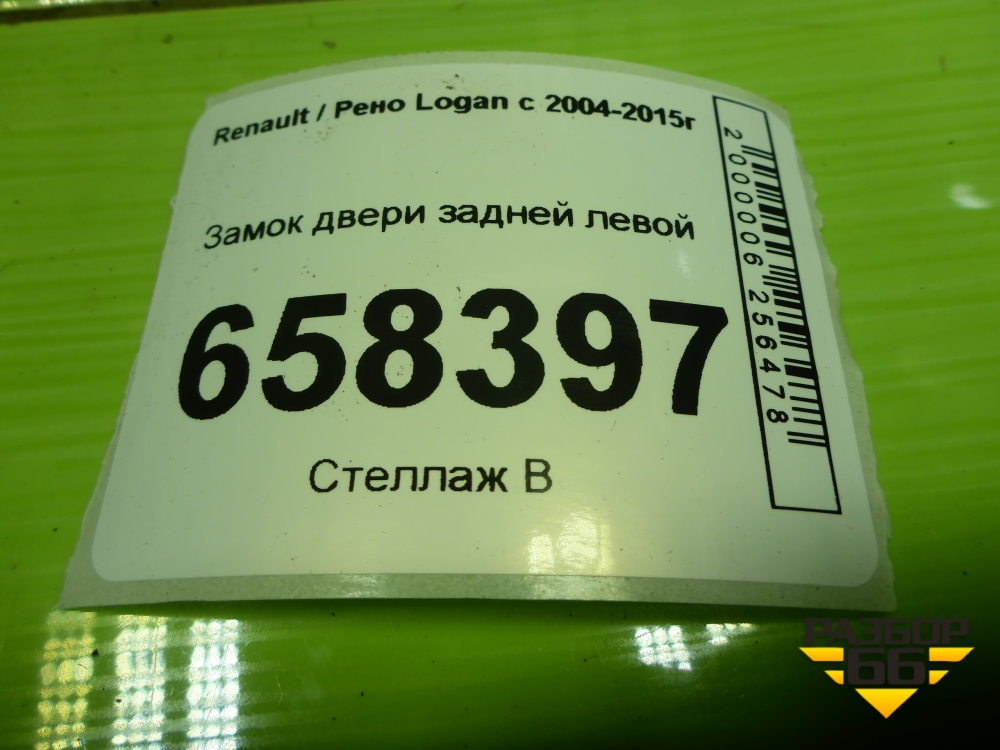 Renault / Рено Logan с 2004-2015г
Замок двери задней левой
658397
Стеллаж В
2000006256478
РАЗБОР
66